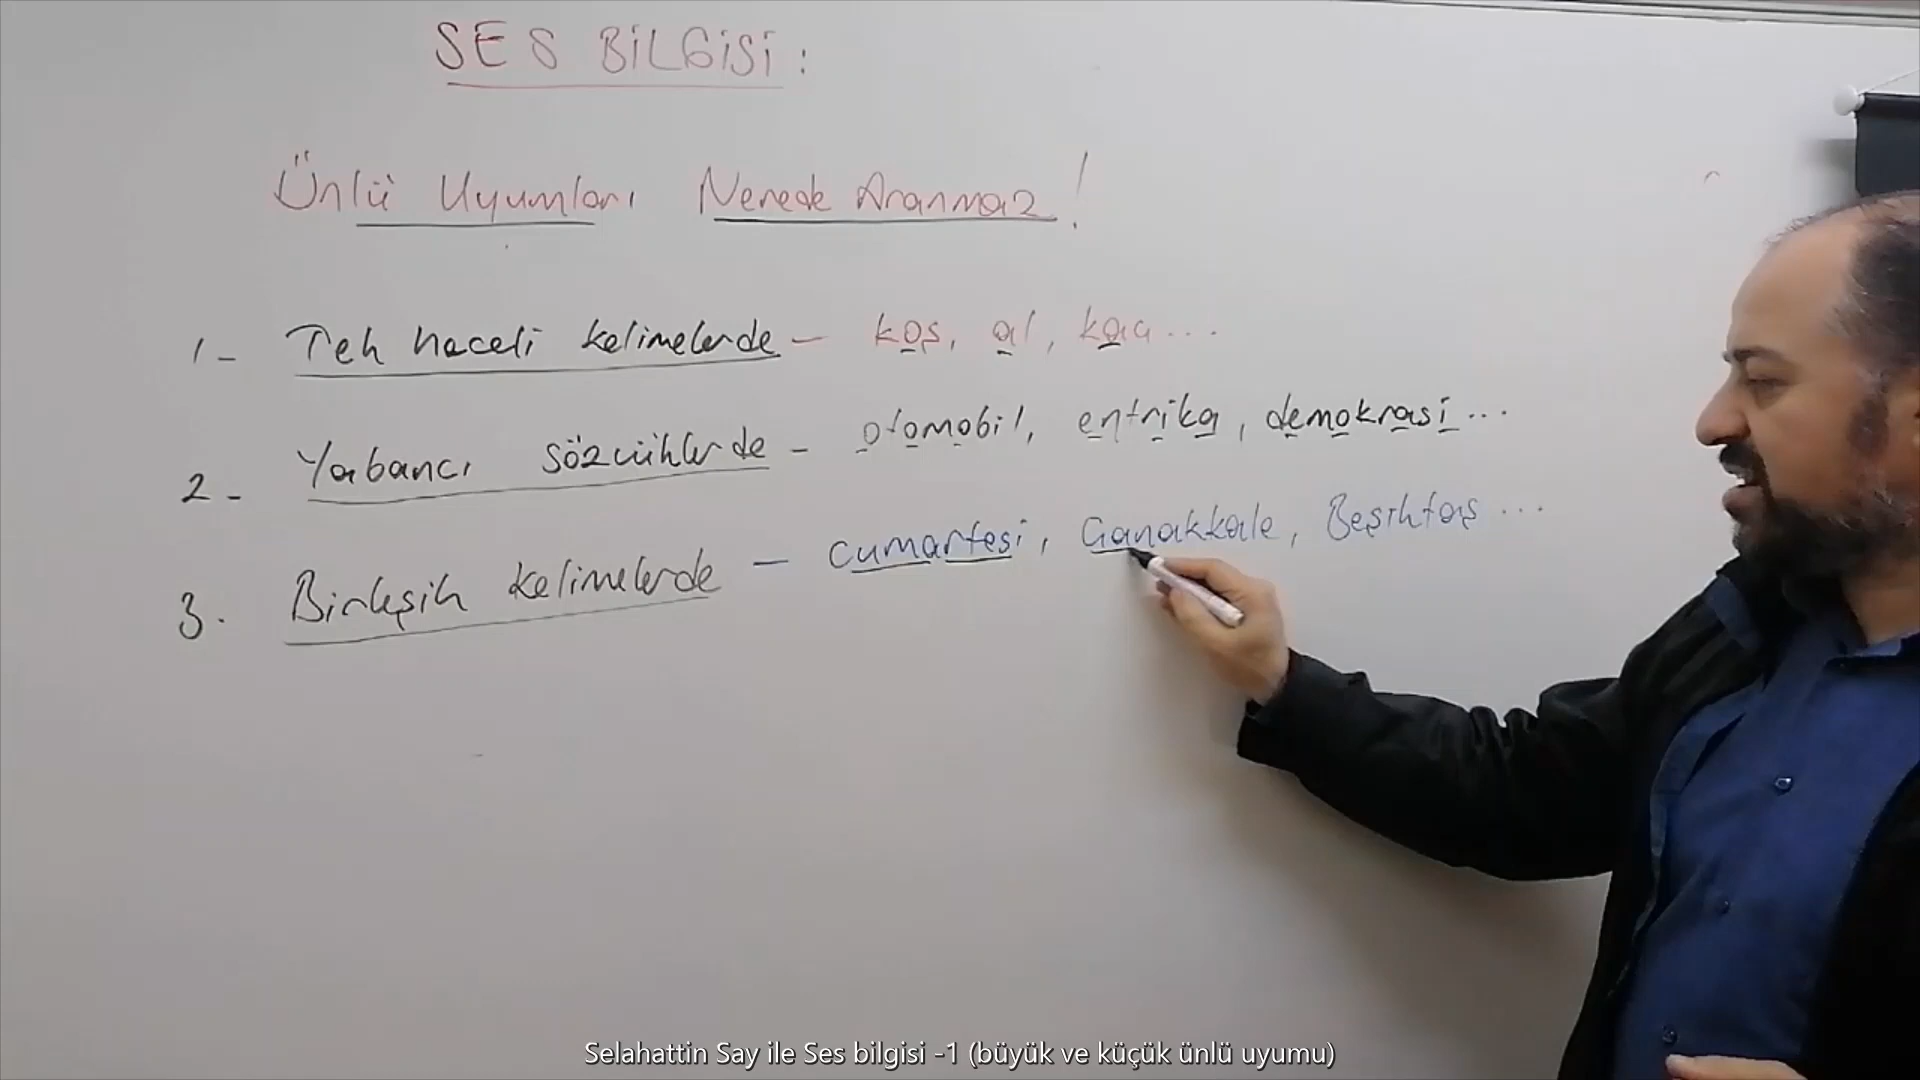 SES BİLGİSİ :
Ünlü Uyumları Nerede Aranmaz !
1- Tek heceli kelimelerde - koş, al, kaç...
2- Yabancı sözcüklerde - otomobil, entrika, demokrasi...
3. Birleşik kelimelerde - cumartesi, Çanakkale, Beşiktaş...
Selahattin Say ile Ses bilgisi -1 (büyük ve küçük ünlü uyumu)